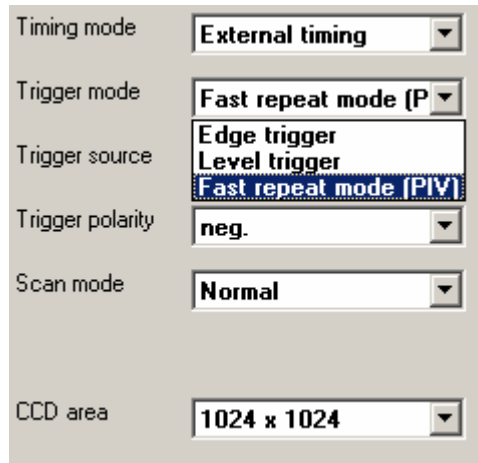 Timing mode External timing
Trigger mode Fast repeat mode (P
Edge trigger
Trigger source Level trigger
Fast repeat mode (PIV)
Trigger polarity neg.
Scan mode Normal
CCD area 1024 x 1024